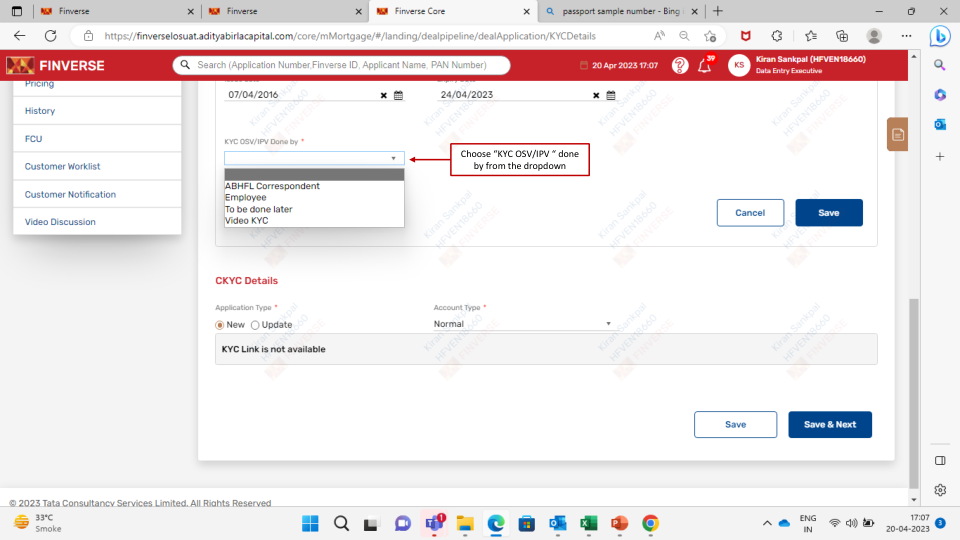 Finverse
Finverse
Finverse Core
passport sample number - Bing
https://finverselosuat.adityabirlacapital.com/core/mMortgage/#/landing/dealpipeline/dealApplication/KYCDetails
FINVERSE
Search (Application Number,Finverse ID, Applicant Name, PAN Number)
20 Apr 2023 17:07
?
39
KS
Kiran Sankpal (HFVEN18660)
Data Entry Executive
Pricing
History
FCU
Customer Worklist
Customer Notification
Video Discussion
07/04/2016
24/04/2023
KYC OSV/IPV Done by *
Choose "KYC OSV/IPV " done
by from the dropdown
ABHFL Correspondent
Employee
To be done later
Video KYC
Cancel
Save
CKYC Details
Application Type *
Account Type *
New
Update
Normal
KYC Link is not available
Save
Save & Next
© 2023 Tata Consultancy Services Limited. All Rights Reserved
33°C
Smoke
1
ENG
IN
17:07
20-04-2023
3
Kiran Sankpal
HFVEN18660
FINVERSE